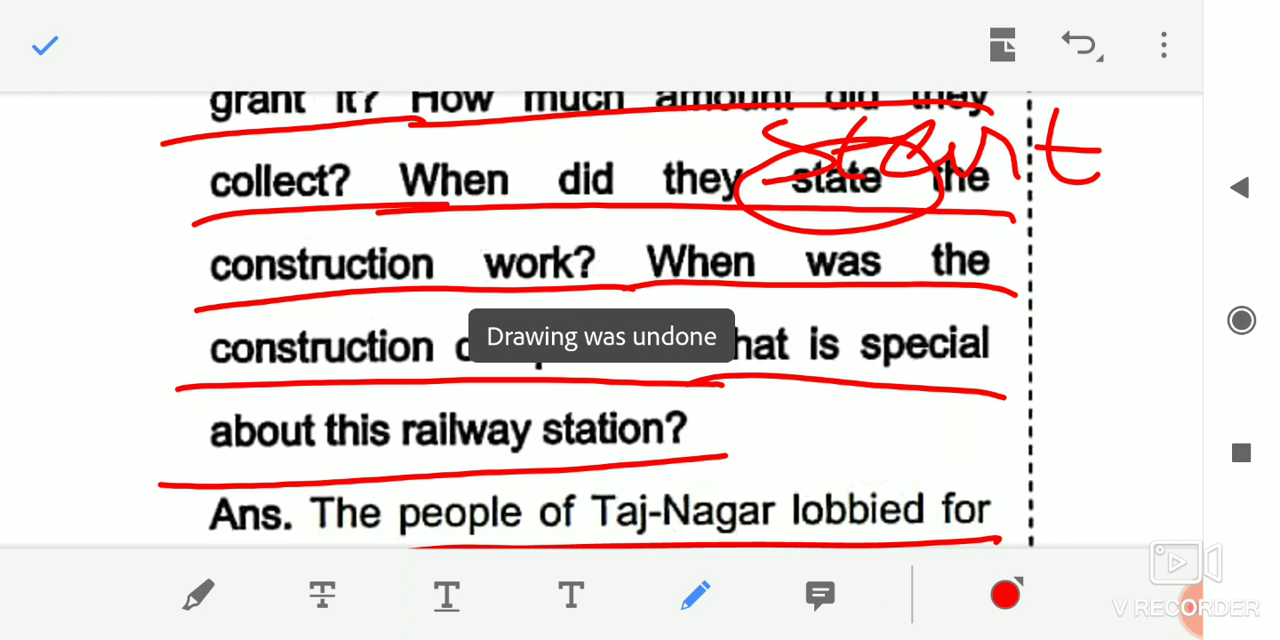 grant it? How much amount did they
start
collect? When did they state the
construction work? When was the
construction hat is special
Drawing was undone
about this railway station?
Ans. The people of Taj-Nagar lobbied for
V RECORDER